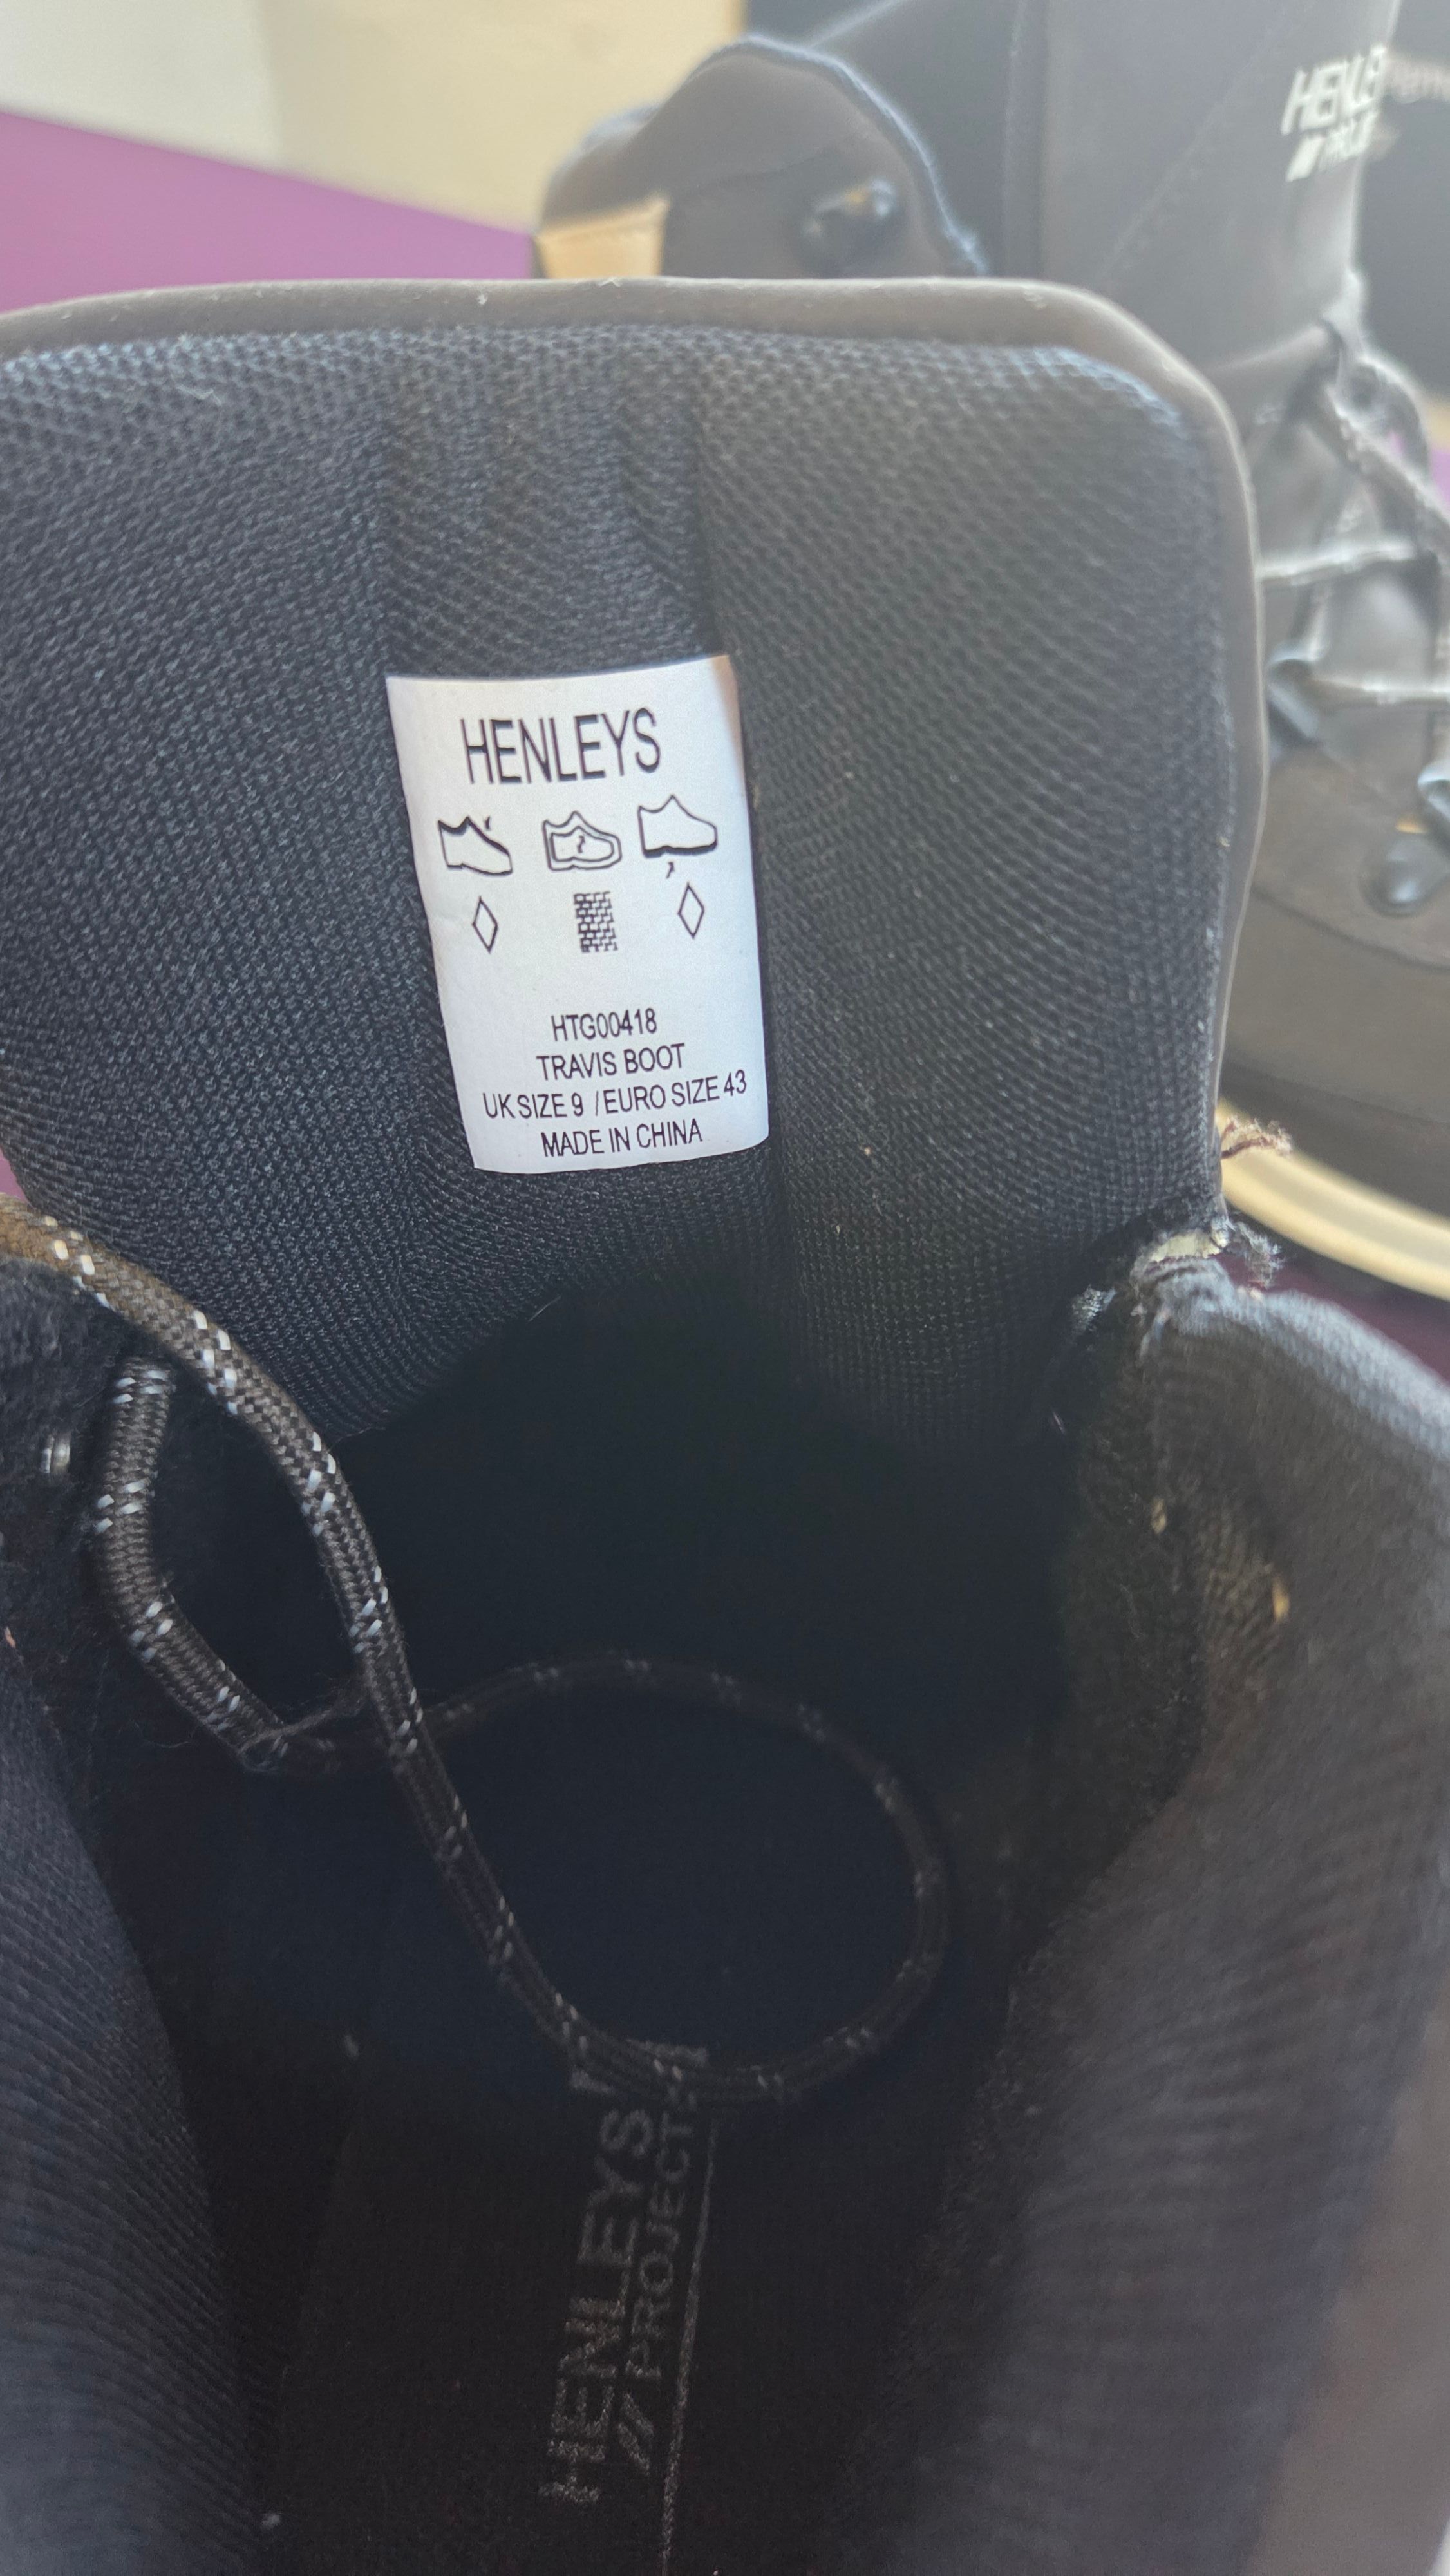 HENLEYS
HTG00418
TRAVIS BOOT
UK SIZE 9 / EURO SIZE 43
MADE IN CHINA
HENLEYS
PROJECT